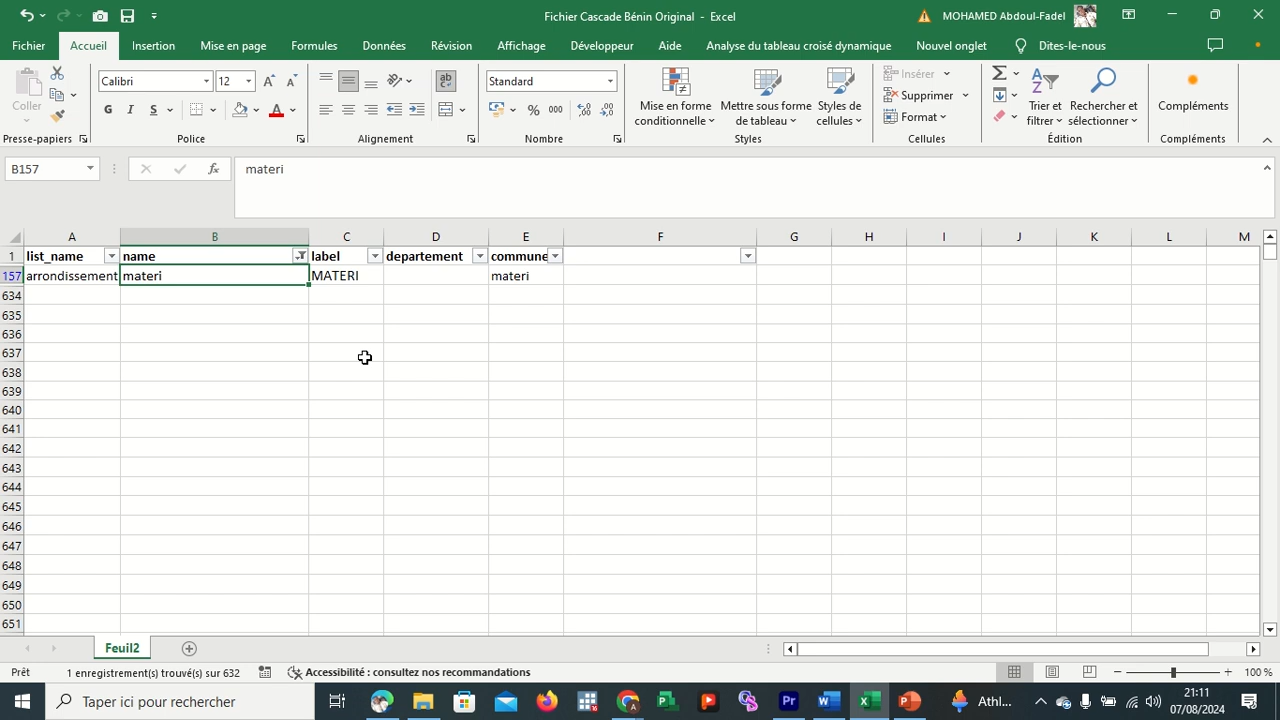 Fichier Cascade Bénin Original - Excel
MOHAMED Abdoul-Fadel
Fichier Accueil Insertion Mise en page Formules Données Révision Affichage Développeur Aide Analyse du tableau croisé dynamique Nouvel onglet Dites-le-nous
Coller
Calibri 12
G I S
ab
Standard
% 000
Mise en forme conditionnelle
Mettre sous forme de tableau
Styles de cellules
Insérer
Supprimer
Format
Trier et filtrer
Rechercher et sélectionner
Compléments
Presse-papiers Police Alignement Nombre Styles Cellules Édition Compléments
B157 fx materi
A B C D E F G H I J K L M
1 list_name name label departement commune
157 arrondissement materi MATERI materi
634
635
636
637
638
639
640
641
642
643
644
645
646
647
648
649
650
651
Feuil2
Prêt 1 enregistrement(s) trouvé(s) sur 632 Accessibilité : consultez nos recommandations 100 %
Taper ici pour rechercher
Athl...
21:11
07/08/2024